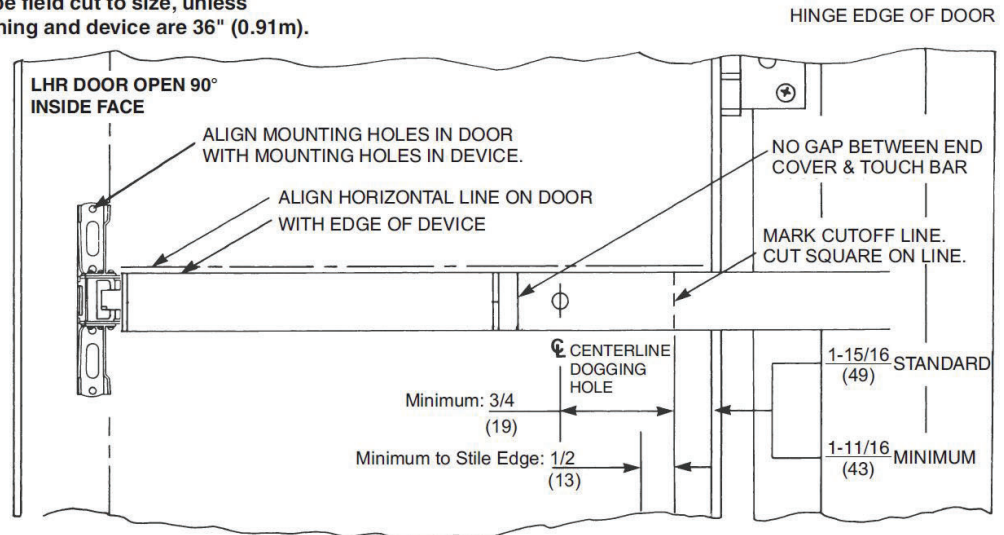 be field cut to size, unless
ning and device are 36" (0.91m).
HINGE EDGE OF DOOR
LHR DOOR OPEN 90°
INSIDE FACE
ALIGN MOUNTING HOLES IN DOOR
WITH MOUNTING HOLES IN DEVICE.
NO GAP BETWEEN END
COVER & TOUCH BAR
ALIGN HORIZONTAL LINE ON DOOR
WITH EDGE OF DEVICE
MARK CUTOFF LINE.
CUT SQUARE ON LINE.
℄ CENTERLINE
DOGGING
HOLE
1-15/16 STANDARD
(49)
Minimum: 3/4
(19)
Minimum to Stile Edge: 1/2
(13)
1-11/16 MINIMUM
(43)